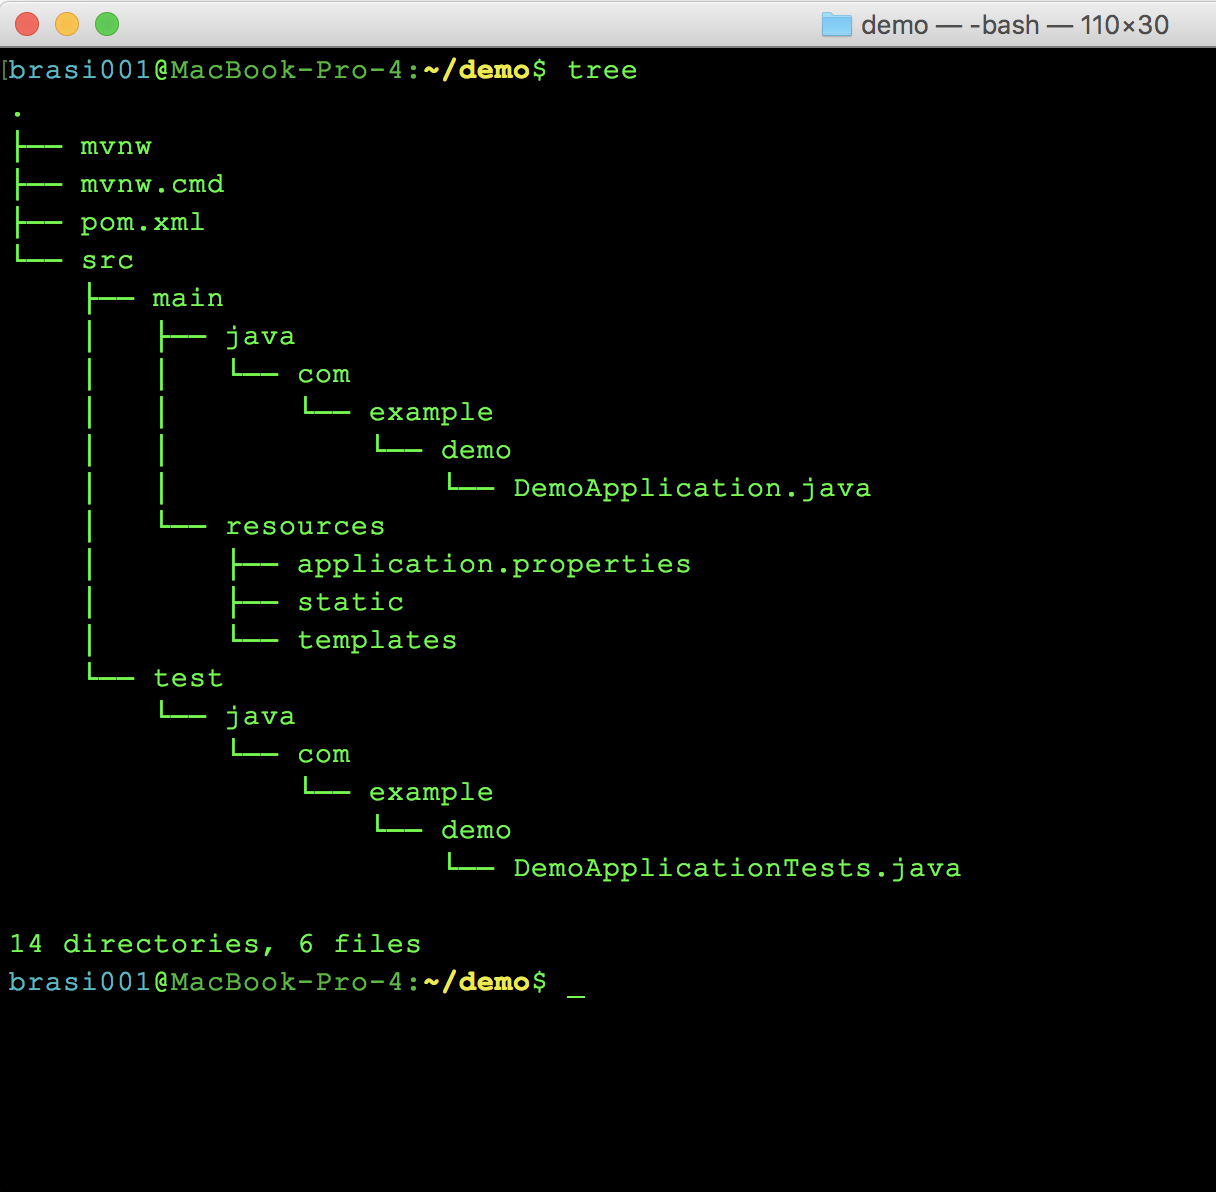 demo — -bash — 110×30
brasi001@MacBook-Pro-4:~/demo$ tree
.
├── mvnw
├── mvnw.cmd
├── pom.xml
└── src
    ├── main
    │   ├── java
    │   │   └── com
    │   │       └── example
    │   │           └── demo
    │   │               └── DemoApplication.java
    │   └── resources
    │       ├── application.properties
    │       ├── static
    │       └── templates
    └── test
        └── java
            └── com
                └── example
                    └── demo
                        └── DemoApplicationTests.java
14 directories, 6 files
brasi001@MacBook-Pro-4:~/demo$ _